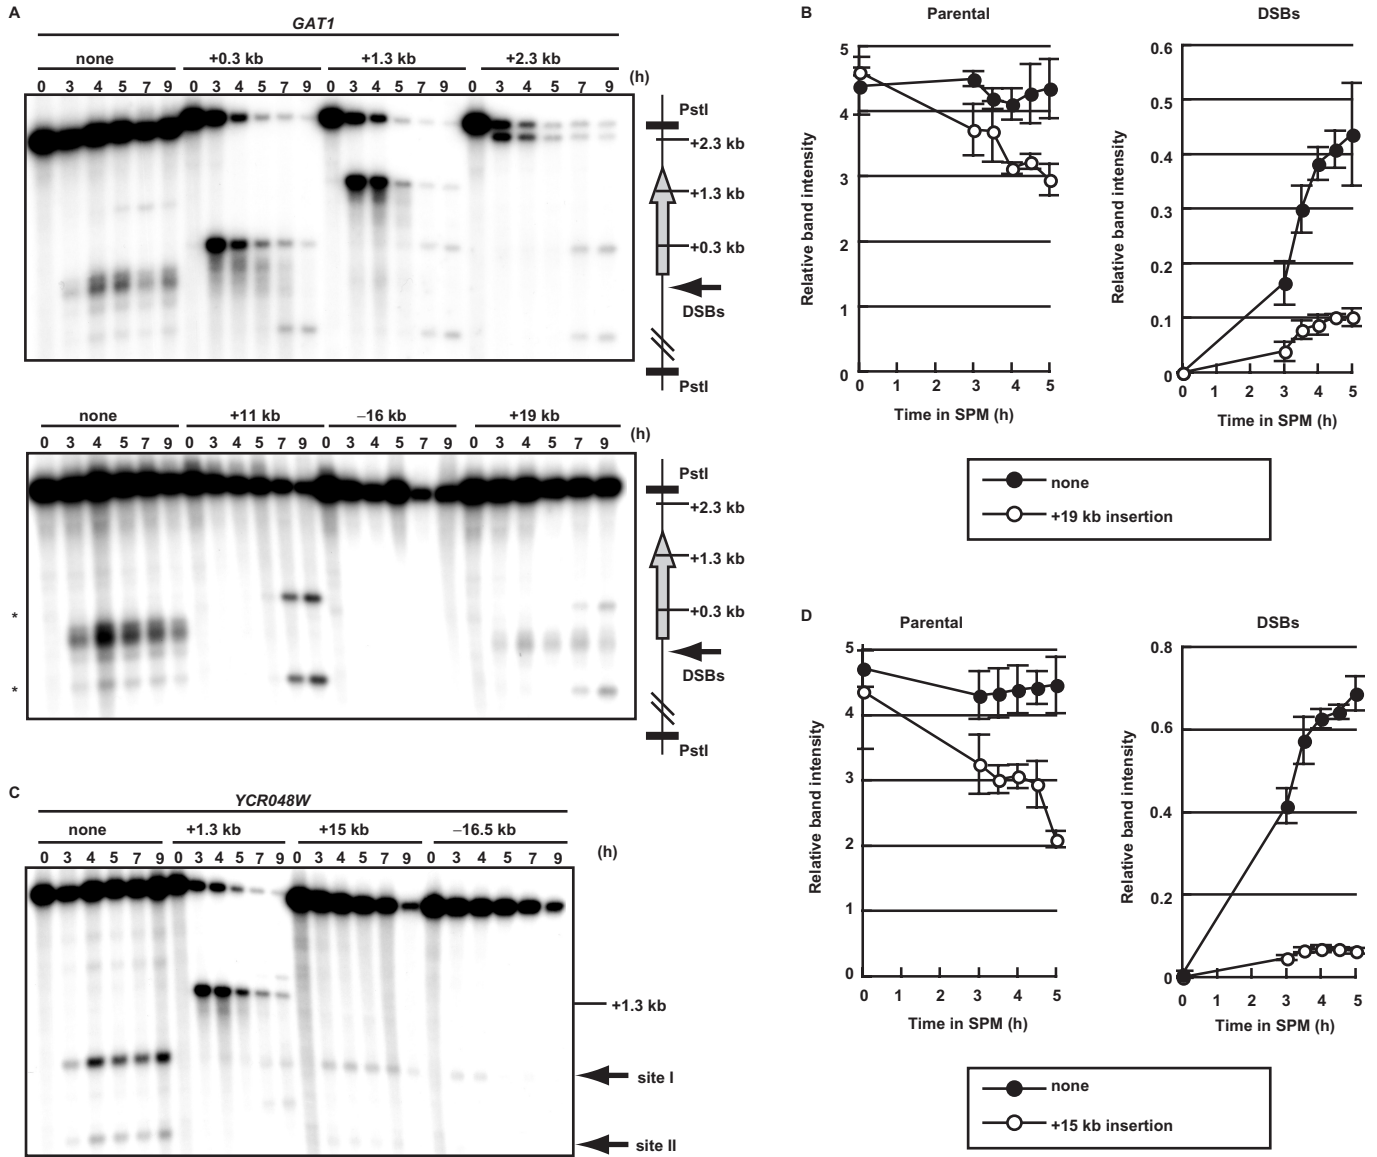 A
GAT1
none +0.3 kb +1.3 kb +2.3 kb
0 3 4 5 7 9 0 3 4 5 7 9 0 3 4 5 7 9 0 3 4 5 7 9 (h)
PstI
+2.3 kb
+1.3 kb
+0.3 kb
DSBs
PstI
none +11 kb −16 kb +19 kb
0 3 4 5 7 9 0 3 4 5 7 9 0 3 4 5 7 9 0 3 4 5 7 9 (h)
PstI
+2.3 kb
+1.3 kb
*
+0.3 kb
DSBs
*
PstI
B
Parental
Relative band intensity
5
4
3
2
1
0
0 1 2 3 4 5
Time in SPM (h)
DSBs
Relative band intensity
0.6
0.5
0.4
0.3
0.2
0.1
0
0 1 2 3 4 5
Time in SPM (h)
none
+19 kb insertion
C
YCR048W
none +1.3 kb +15 kb −16.5 kb
0 3 4 5 7 9 0 3 4 5 7 9 0 3 4 5 7 9 0 3 4 5 7 9 (h)
+1.3 kb
site I
site II
D
Parental
Relative band intensity
5
4
3
2
1
0
0 1 2 3 4 5
Time in SPM (h)
DSBs
Relative band intensity
0.8
0.6
0.4
0.2
0
0 1 2 3 4 5
Time in SPM (h)
none
+15 kb insertion